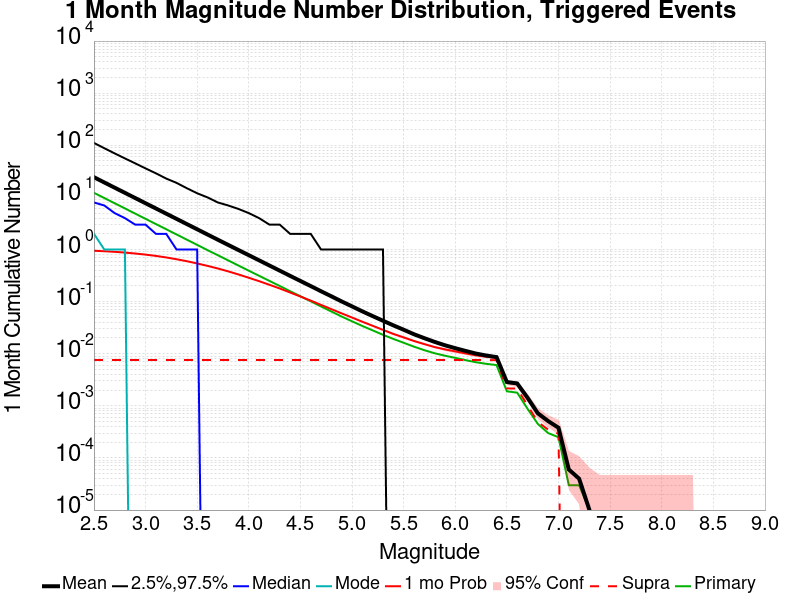 1 Month Magnitude Number Distribution, Triggered Events
1 Month Cumulative Number
10^4
10^3
10^2
10^1
10^0
10^-1
10^-2
10^-3
10^-4
10^-5
2.5 3.0 3.5 4.0 4.5 5.0 5.5 6.0 6.5 7.0 7.5 8.0 8.5 9.0
Magnitude
Mean 2.5%,97.5% Median Mode 1 mo Prob 95% Conf Supra Primary